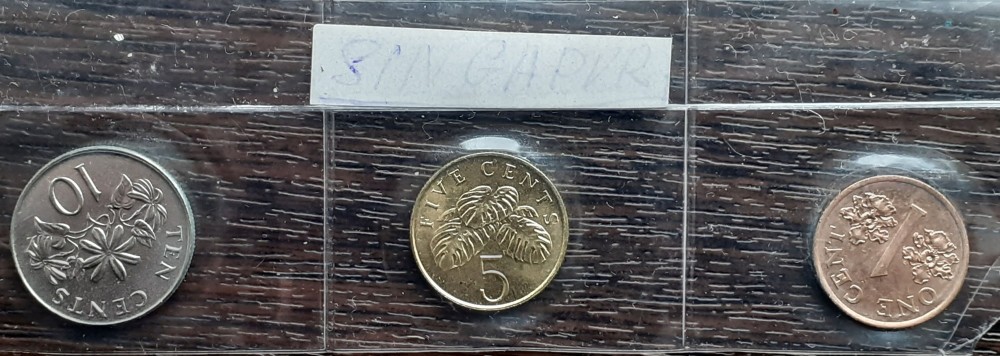 SINGAPUR
10
TEN CENTS
FIVE CENTS
5
1
ONE CENT